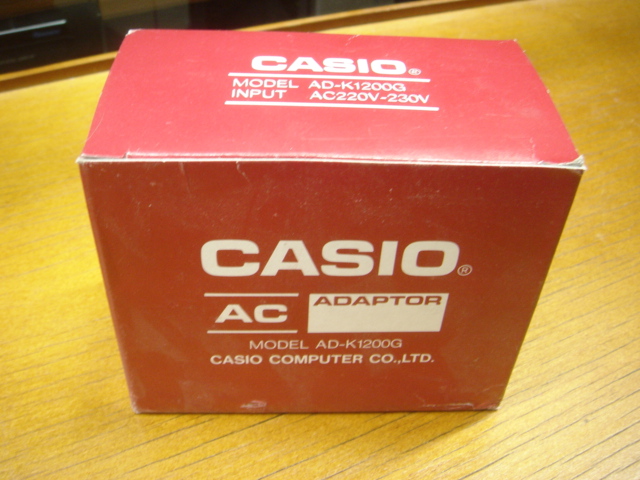 CASIO®
MODEL AD-K1200G
INPUT AC220V-230V
CASIO®
AC ADAPTOR
MODEL AD-K1200G
CASIO COMPUTER CO.,LTD.